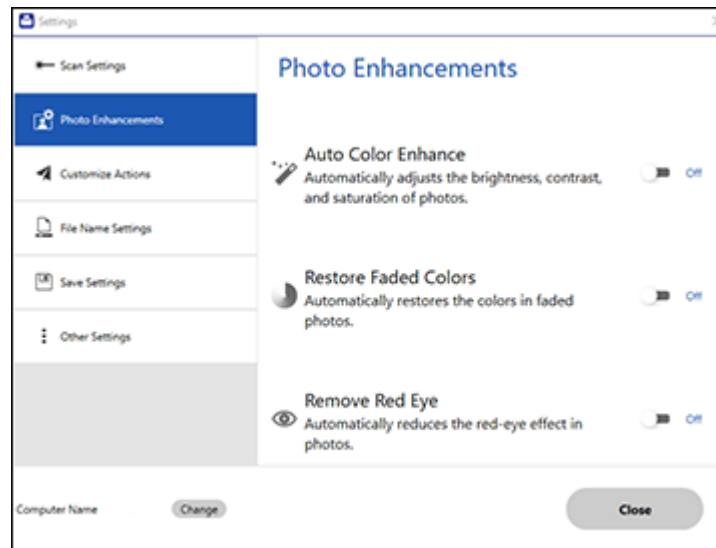 Settings
Scan Settings
Photo Enhancements
Customize Actions
File Name Settings
Save Settings
Other Settings
Photo Enhancements
Auto Color Enhance
Automatically adjusts the brightness, contrast,
and saturation of photos.
Off
Restore Faded Colors
Automatically restores the colors in faded
photos.
Off
Remove Red Eye
Automatically reduces the red-eye effect in
photos.
Off
Computer Name
Change
Close